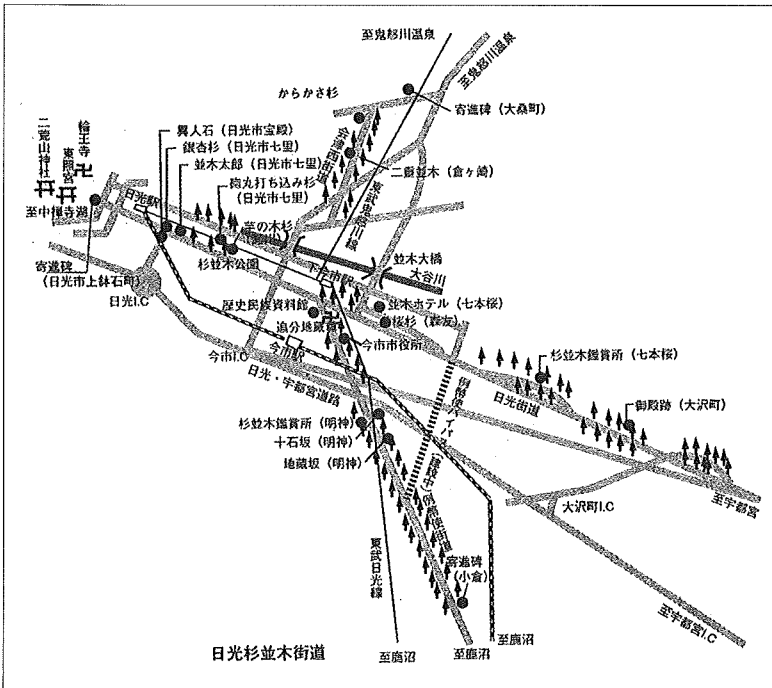 至鬼怒川温泉
至鬼怒川温泉
からかさ杉
寄進碑（大桑町）
会津西街道
二重並木（倉ヶ崎）
東武鬼怒川線
異人石（日光市宝殿）
銀杏杉（日光市七里）
並木太郎（日光市七里）
砲丸打ち込み杉
（日光市七里）
二荒山神社
東照宮
輪王寺
日光駅
至中禅寺湖
杉並木公園
並木大橋
大谷川
寄進碑
（日光市上鉢石町）
日光I.C
歴史民俗資料館
並木ホテル（七本桜）
桜杉（森友）
追分地蔵尊
今市市役所
今市駅
今市I.C
日光・宇都宮道路
杉並木鑑賞所（七本桜）
日光街道
御殿跡（大沢町）
例幣使バイパス（建設中）
杉並木鑑賞所（明神）
十石坂（明神）
地蔵坂（明神）
例幣使街道
大沢町I.C
至宇都宮
寄進碑
（小倉）
東武日光線
至宇都宮I.C
日光杉並木街道
至鹿沼
至鹿沼
至鹿沼